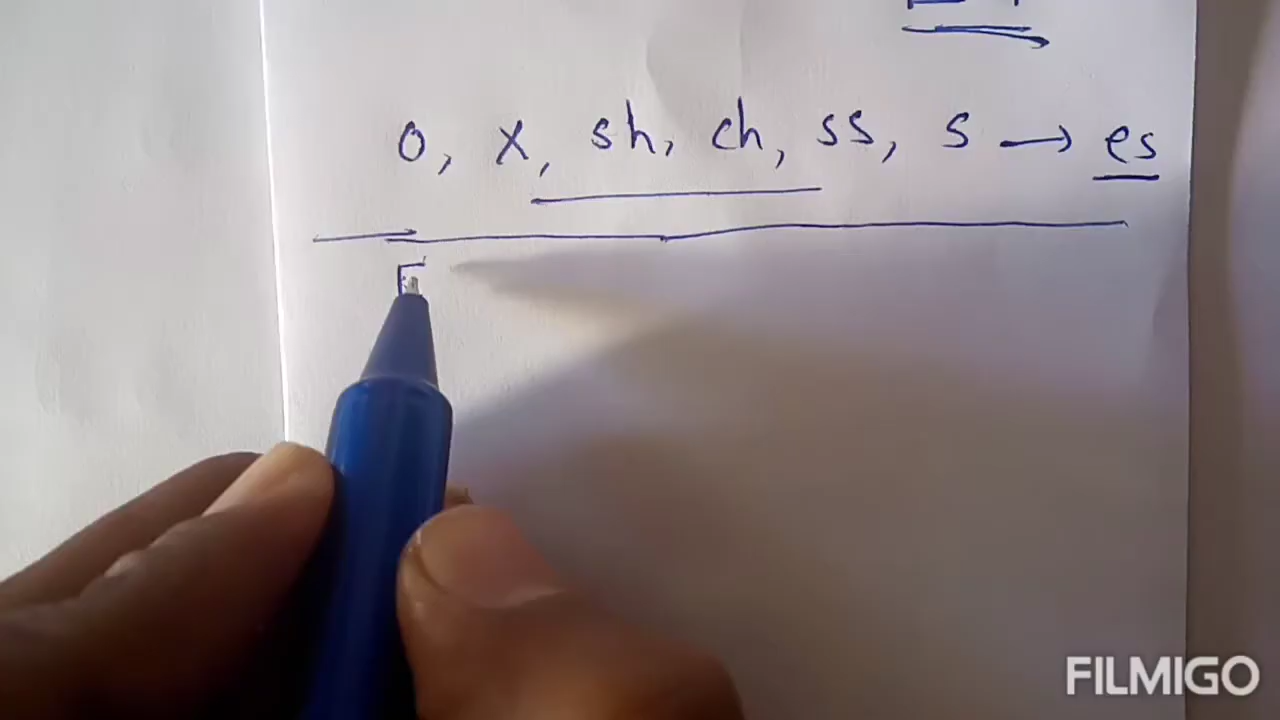 o, x, sh, ch, ss, s → es
E
FILMIGO